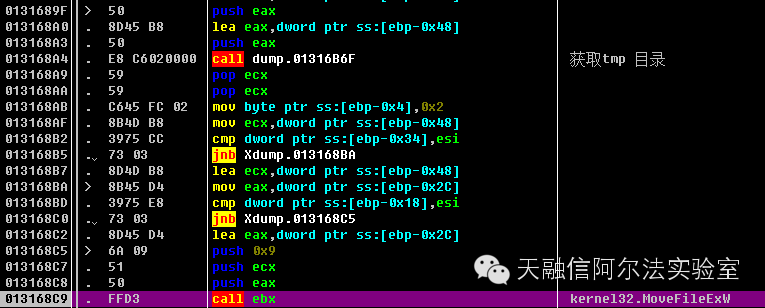 0131689F > 50 push eax
013168A0 . 8D45 B8 lea eax,dword ptr ss:[ebp-0x48]
013168A3 . 50 push eax
013168A4 . E8 C6020000 call dump.01316B6F 获取tmp 目录
013168A9 . 59 pop ecx
013168AA . 59 pop ecx
013168AB . C645 FC 02 mov byte ptr ss:[ebp-0x4],0x2
013168AF . 8B4D B8 mov ecx,dword ptr ss:[ebp-0x48]
013168B2 . 3975 CC cmp dword ptr ss:[ebp-0x34],esi
013168B5 .⌄ 73 03 jnb Xdump.013168BA
013168B7 . 8D4D B8 lea ecx,dword ptr ss:[ebp-0x48]
013168BA > 8B45 D4 mov eax,dword ptr ss:[ebp-0x2C]
013168BD . 3975 E8 cmp dword ptr ss:[ebp-0x18],esi
013168C0 .⌄ 73 03 jnb Xdump.013168C5
013168C2 . 8D45 D4 lea eax,dword ptr ss:[ebp-0x2C]
013168C5 > 6A 09 push 0x9
013168C7 . 51 push ecx
013168C8 . 50 push eax
013168C9 . FFD3 call ebx kernel32.MoveFileExW
天融信阿尔法实验室